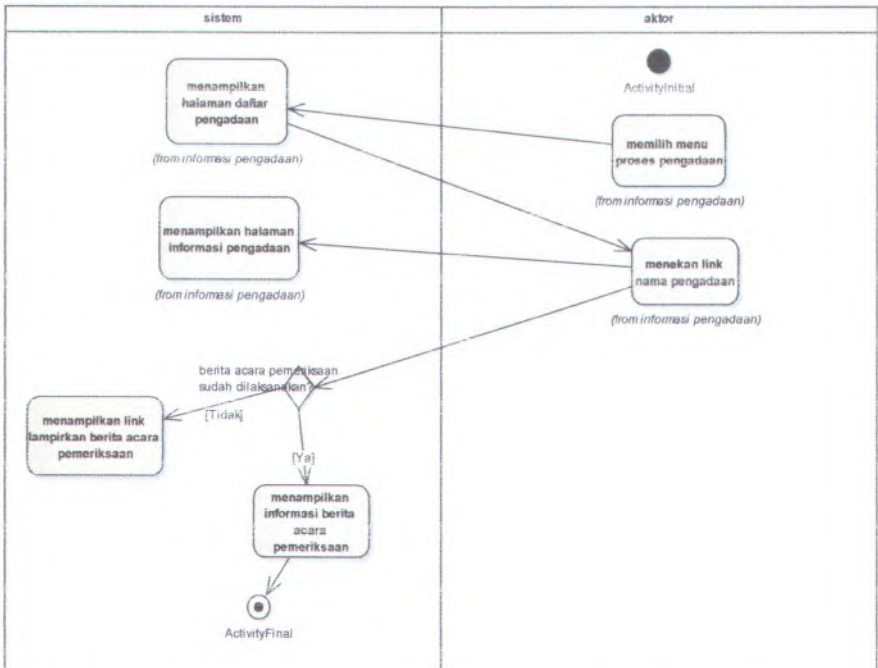 sistem
aktor
menampilkan
halaman daftar
pengadaan
(from informasi pengadaan)
ActivityInitial
memilih menu
proses pengadaan
(from informasi pengadaan)
menampilkan halaman
informasi pengadaan
(from informasi pengadaan)
menekan link
nama pengadaan
(from informasi pengadaan)
berita acara pemeriksaan
sudah dilaksanakan?
[Tidak]
menampilkan link
lampirkan berita acara
pemeriksaan
[Ya]
menampilkan
informasi berita
acara
pemeriksaan
ActivityFinal